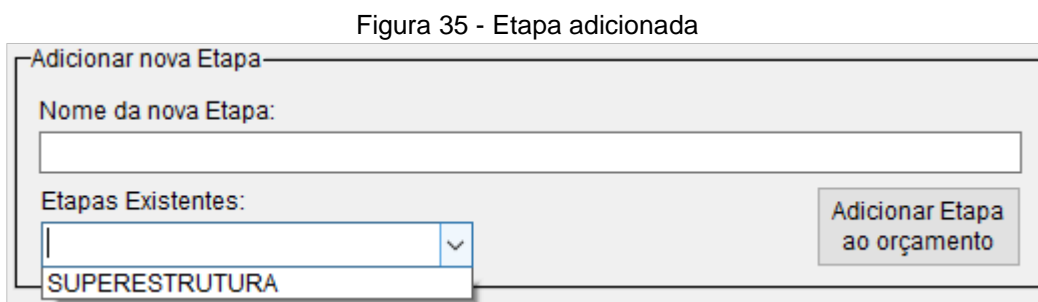 Figura 35 - Etapa adicionada
Adicionar nova Etapa
Nome da nova Etapa:
Etapas Existentes:
Adicionar Etapa
ao orçamento
SUPERESTRUTURA